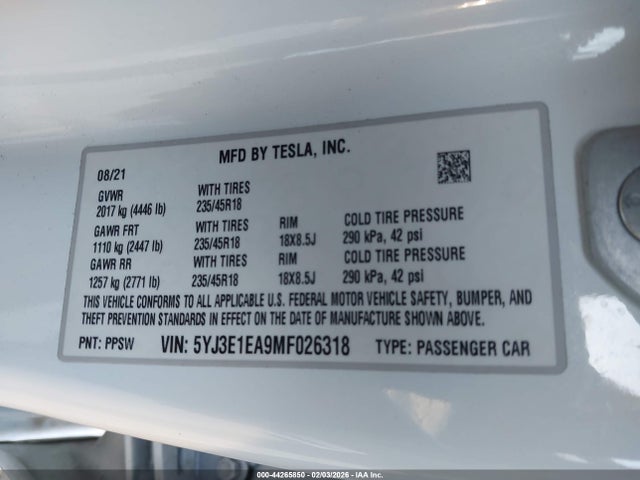 MFD BY TESLA, INC.
08/21
GVWR WITH TIRES
2017 kg (4446 lb) 235/45R18
GAWR FRT WITH TIRES RIM COLD TIRE PRESSURE
1110 kg (2447 lb) 235/45R18 18X8.5J 290 kPa, 42 psi
GAWR RR WITH TIRES RIM COLD TIRE PRESSURE
1257 kg (2771 lb) 235/45R18 18X8.5J 290 kPa, 42 psi
THIS VEHICLE CONFORMS TO ALL APPLICABLE U.S. FEDERAL MOTOR VEHICLE SAFETY, BUMPER, AND
THEFT PREVENTION STANDARDS IN EFFECT ON THE DATE OF MANUFACTURE SHOWN ABOVE.
PNT: PPSW VIN: 5YJ3E1EA9MF026318 TYPE: PASSENGER CAR
000-44265850 - 02/03/2026 - IAA Inc.